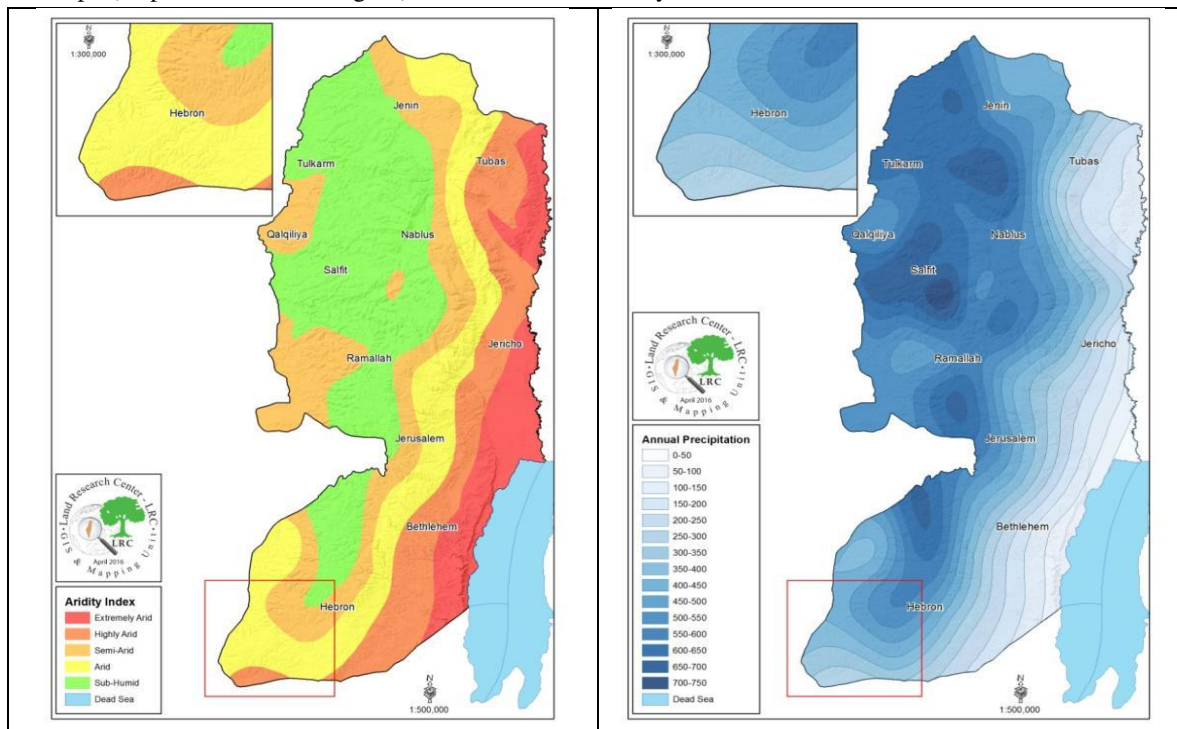 N
1:300,000
Hebron
Jenin
Tulkarm
Tubas
Qalqiliya
Nablus
Salfit
Ramallah
Jericho
Jerusalem
Bethlehem
Hebron
Land Research Center - LRC
GIS & Mapping Unit
LRC
April 2016
Aridity Index
Extremely Arid
Highly Arid
Semi-Arid
Arid
Sub-Humid
Dead Sea
N
1:500,000
N
1:300,000
Hebron
Jenin
Tulkarm
Tubas
Qalqiliya
Nablus
Salfit
Ramallah
Jericho
Jerusalem
Bethlehem
Hebron
Land Research Center - LRC
GIS & Mapping Unit
LRC
April 2016
Annual Precipitation
0-50
50-100
100-150
150-200
200-250
250-300
300-350
350-400
400-450
450-500
500-550
550-600
600-650
650-700
700-750
Dead Sea
N
1:500,000